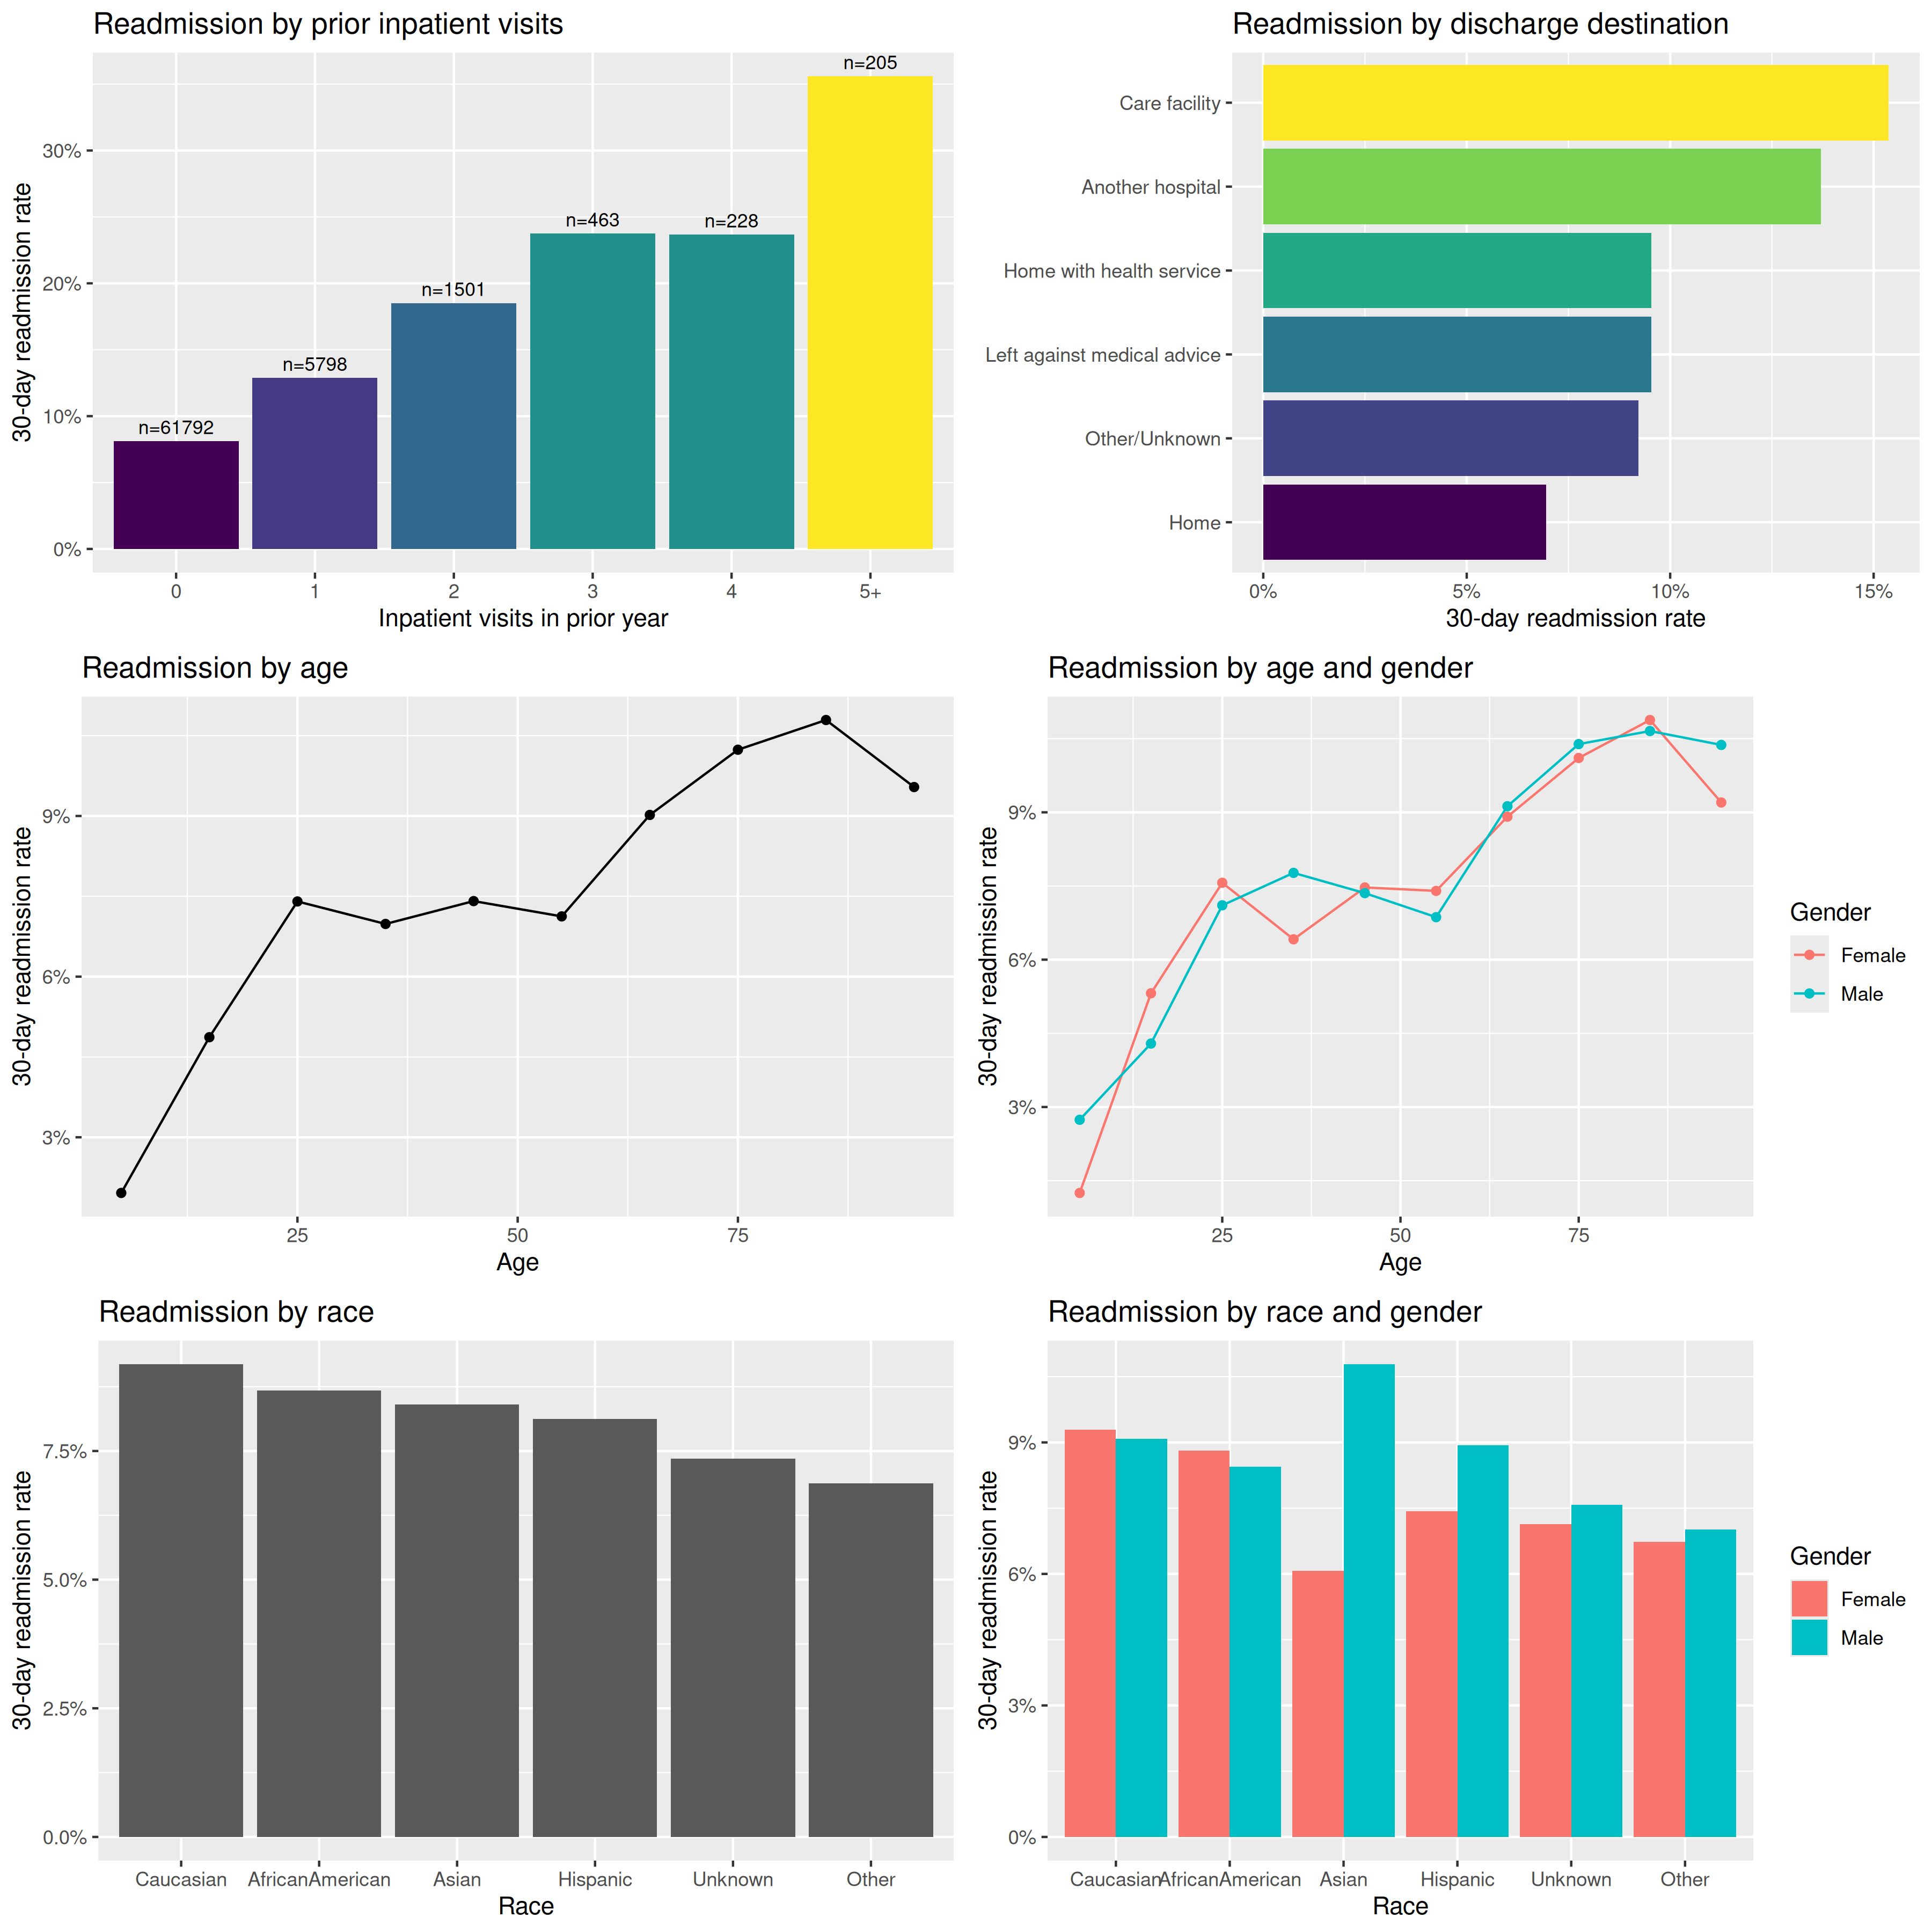 Readmission by prior inpatient visits
30-day readmission rate
30%
20%
10%
0%
n=61792
n=5798
n=1501
n=463
n=228
n=205
0
1
2
3
4
5+
Inpatient visits in prior year
Readmission by discharge destination
Care facility
Another hospital
Home with health service
Left against medical advice
Other/Unknown
Home
0%
5%
10%
15%
30-day readmission rate
Readmission by age
30-day readmission rate
9%
6%
3%
25
50
75
Age
Readmission by age and gender
30-day readmission rate
9%
6%
3%
25
50
75
Age
Gender
Female
Male
Readmission by race
30-day readmission rate
7.5%
5.0%
2.5%
0.0%
Caucasian
AfricanAmerican
Asian
Hispanic
Unknown
Other
Race
Readmission by race and gender
30-day readmission rate
9%
6%
3%
0%
Caucasian
AfricanAmerican
Asian
Hispanic
Unknown
Other
Race
Gender
Female
Male